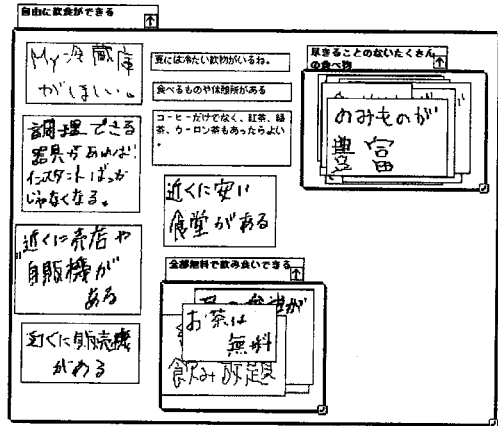 自由に飲食ができる
My冷蔵庫
がほしい。
調理できる
器具があれば
インスタントばっか
じゃなくなる。
近くに売店や
自販機が
ある
近くに販売機
がある
夏には冷たい飲物がいるね。
食べるものや休憩所がある
コーヒーだけでなく、紅茶、緑
茶、ウーロン茶もあったらよい
。
近くに安い
食堂がある
全部無料で飲み食いできる
お茶は
無料
飲み放題
尽きることのないたくさん
の食べ物
のみものが
豊富